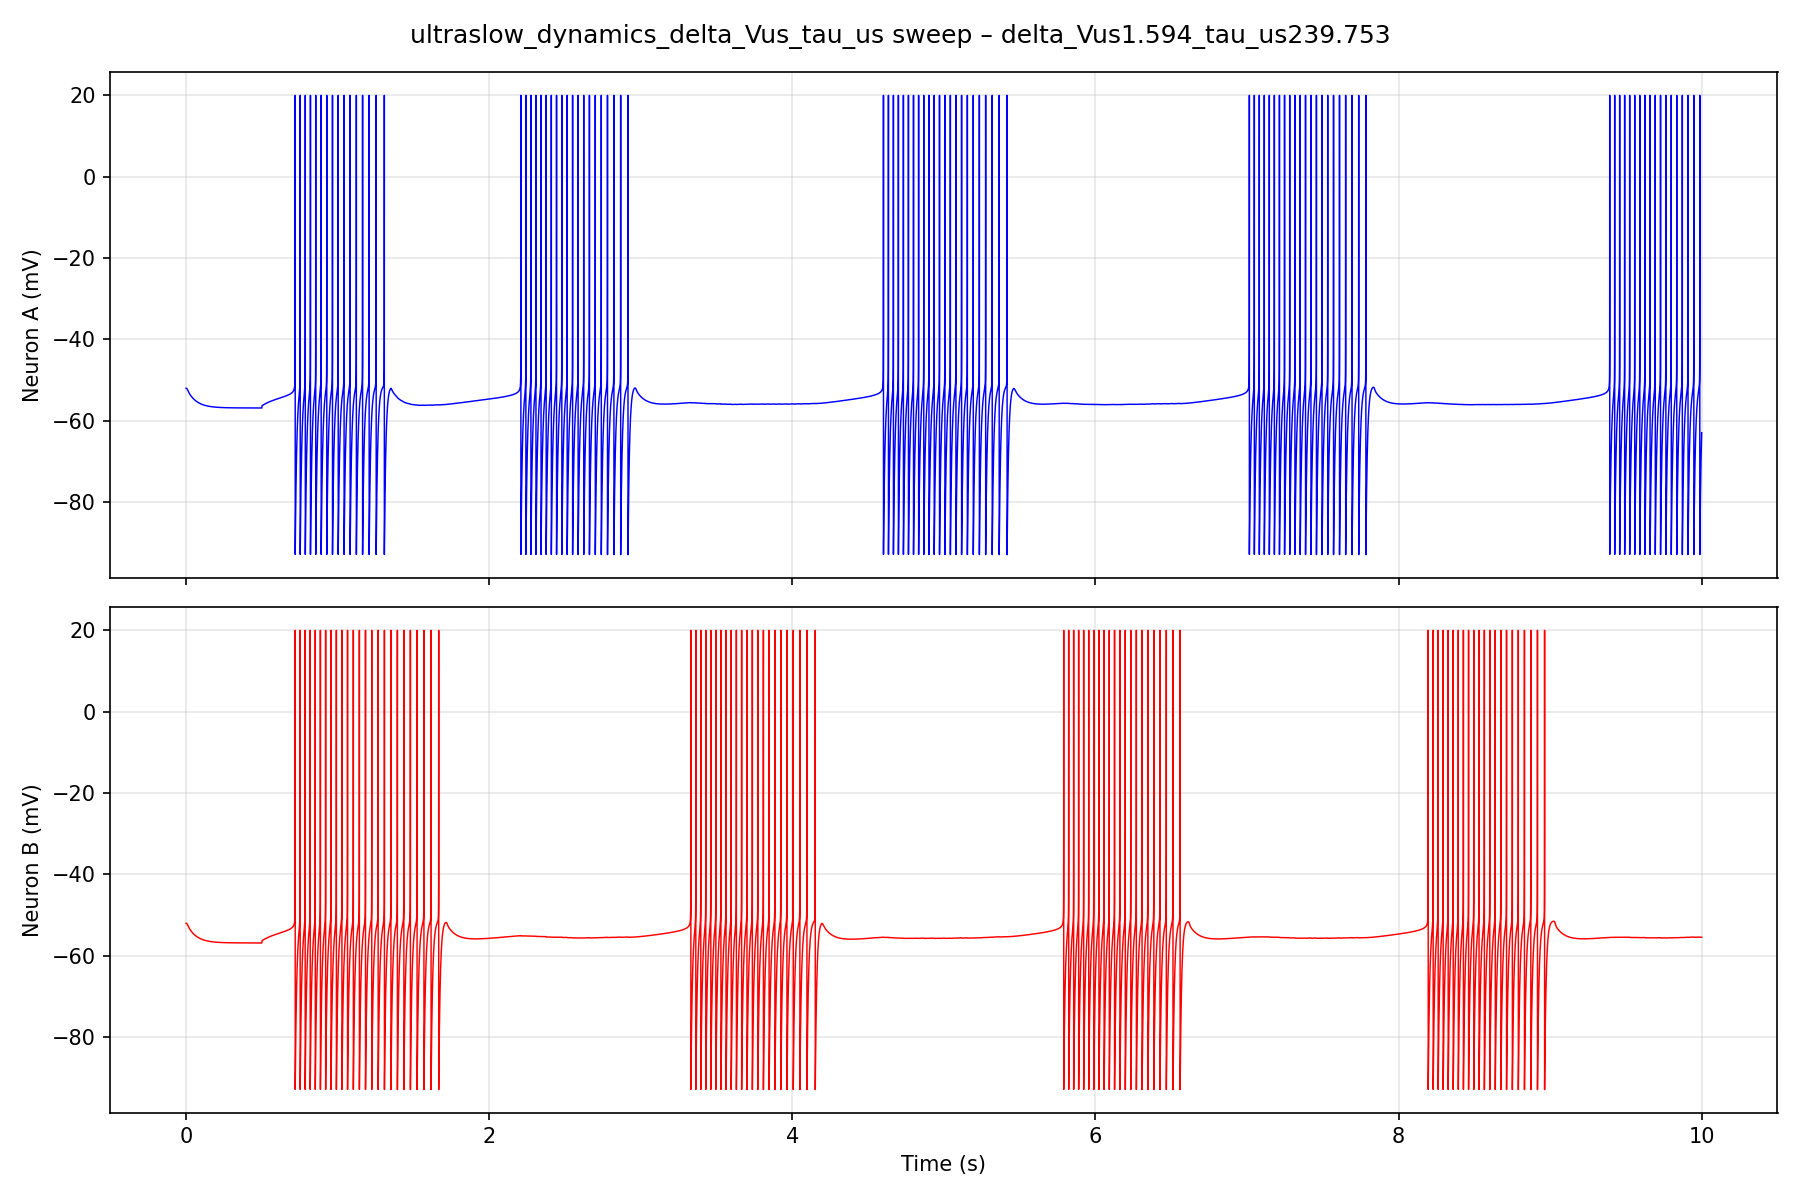 ultraslow_dynamics_delta_Vus_tau_us sweep – delta_Vus1.594_tau_us239.753
Neuron A (mV)
20
0
−20
−40
−60
−80
Neuron B (mV)
20
0
−20
−40
−60
−80
0 2 4 6 8 10
Time (s)